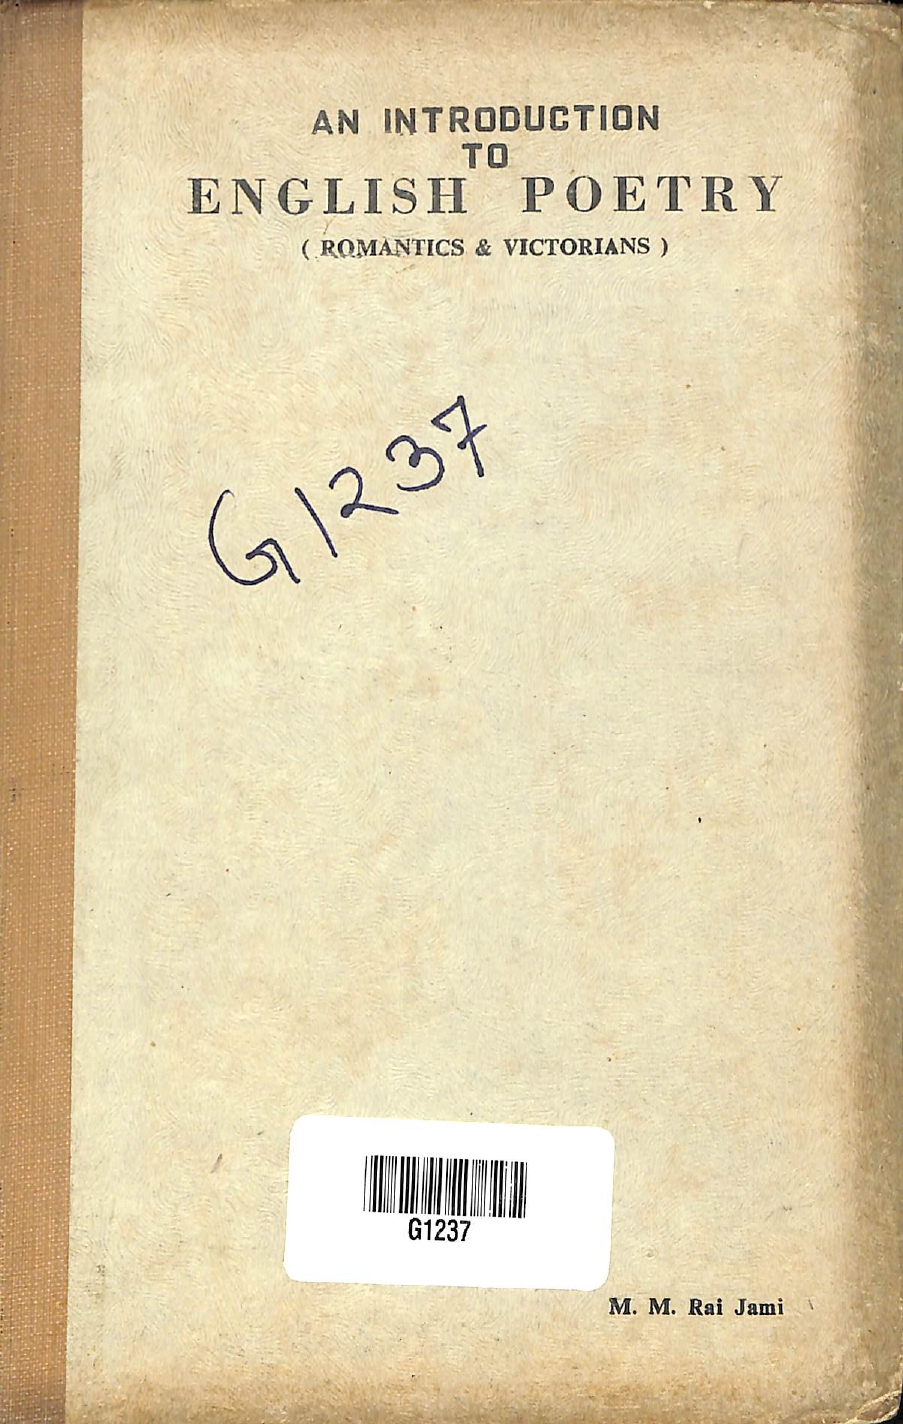 AN INTRODUCTION
TO
ENGLISH POETRY
( ROMANTICS & VICTORIANS )
G1237
G1237
M. M. Rai Jami